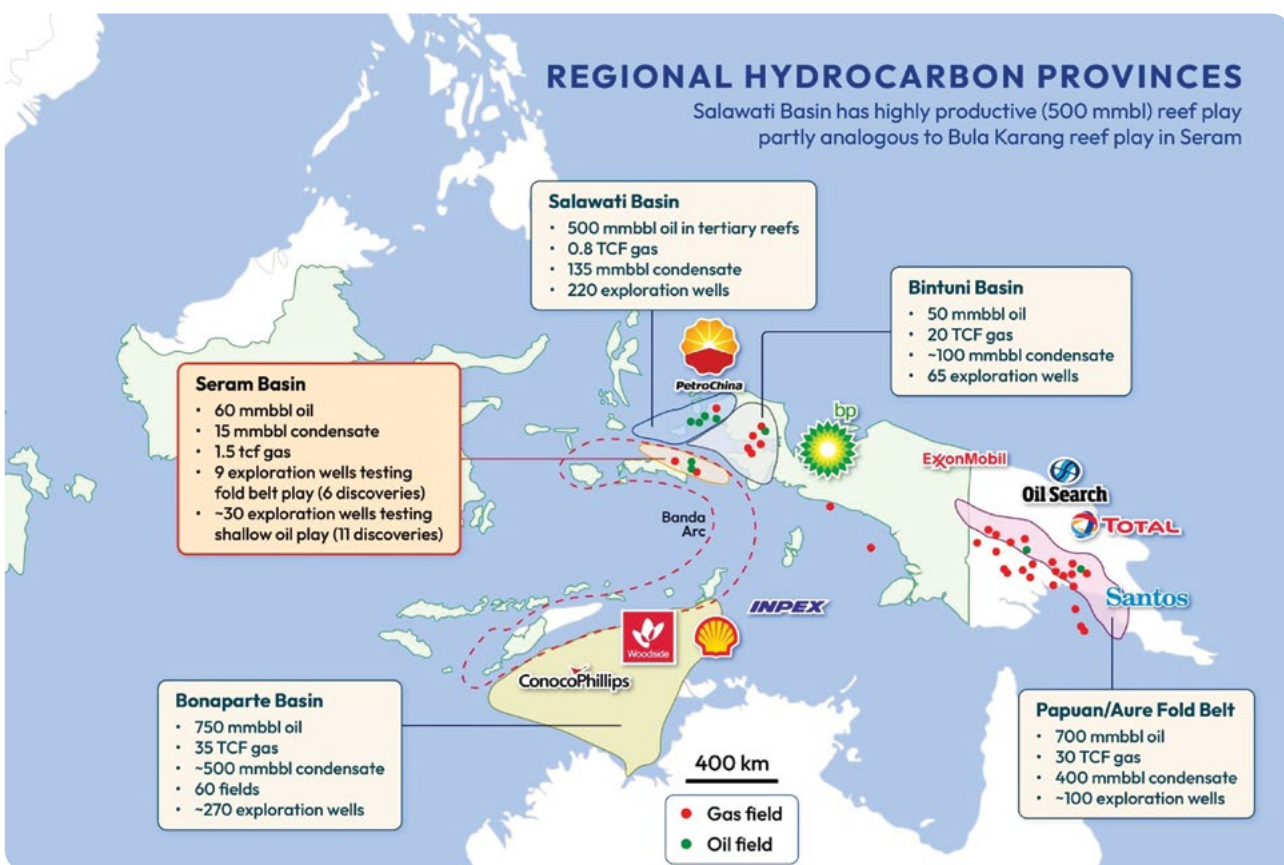 REGIONAL HYDROCARBON PROVINCES
Salawati Basin has highly productive (500 mmbl) reef play
partly analogous to Bula Karang reef play in Seram
Salawati Basin
• 500 mmbbl oil in tertiary reefs
• 0.8 TCF gas
• 135 mmbbl condensate
• 220 exploration wells
Bintuni Basin
• 50 mmbbl oil
• 20 TCF gas
• ~100 mmbbl condensate
• 65 exploration wells
PetroChina
Seram Basin
• 60 mmbbl oil
• 15 mmbbl condensate
• 1.5 tcf gas
• 9 exploration wells testing
fold belt play (6 discoveries)
• ~30 exploration wells testing
shallow oil play (11 discoveries)
bp
ExxonMobil
Oil Search
TOTAL
Banda
Arc
Santos
INPEX
Woodside
ConocoPhillips
Bonaparte Basin
• 750 mmbbl oil
• 35 TCF gas
• ~500 mmbbl condensate
• 60 fields
• ~270 exploration wells
Papuan/Aure Fold Belt
• 700 mmbbl oil
• 30 TCF gas
• 400 mmbbl condensate
• ~100 exploration wells
400 km
Gas field
Oil field